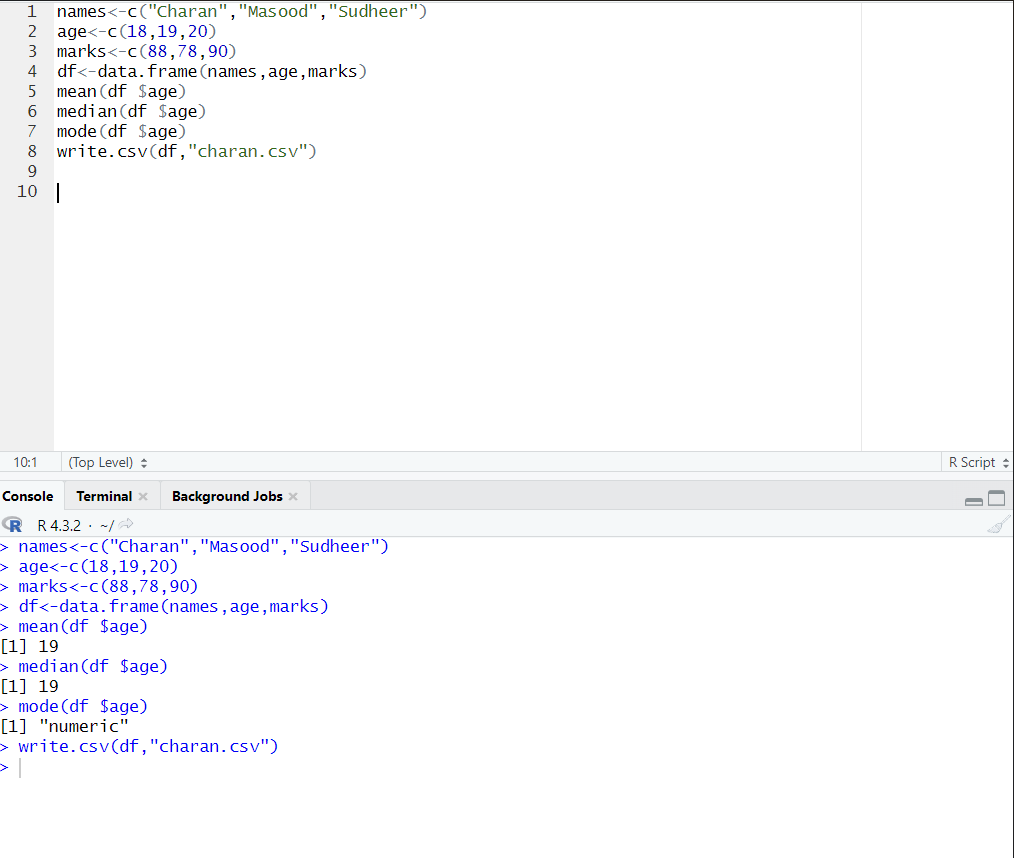 1 names<-c("Charan","Masood","Sudheer")
2 age<-c(18,19,20)
3 marks<-c(88,78,90)
4 df<-data.frame(names,age,marks)
5 mean(df $age)
6 median(df $age)
7 mode(df $age)
8 write.csv(df,"charan.csv")
9
10
10:1 (Top Level) R Script
Console Terminal Background Jobs
R R 4.3.2 · ~/
> names<-c("Charan","Masood","Sudheer")
> age<-c(18,19,20)
> marks<-c(88,78,90)
> df<-data.frame(names,age,marks)
> mean(df $age)
[1] 19
> median(df $age)
[1] 19
> mode(df $age)
[1] "numeric"
> write.csv(df,"charan.csv")
>